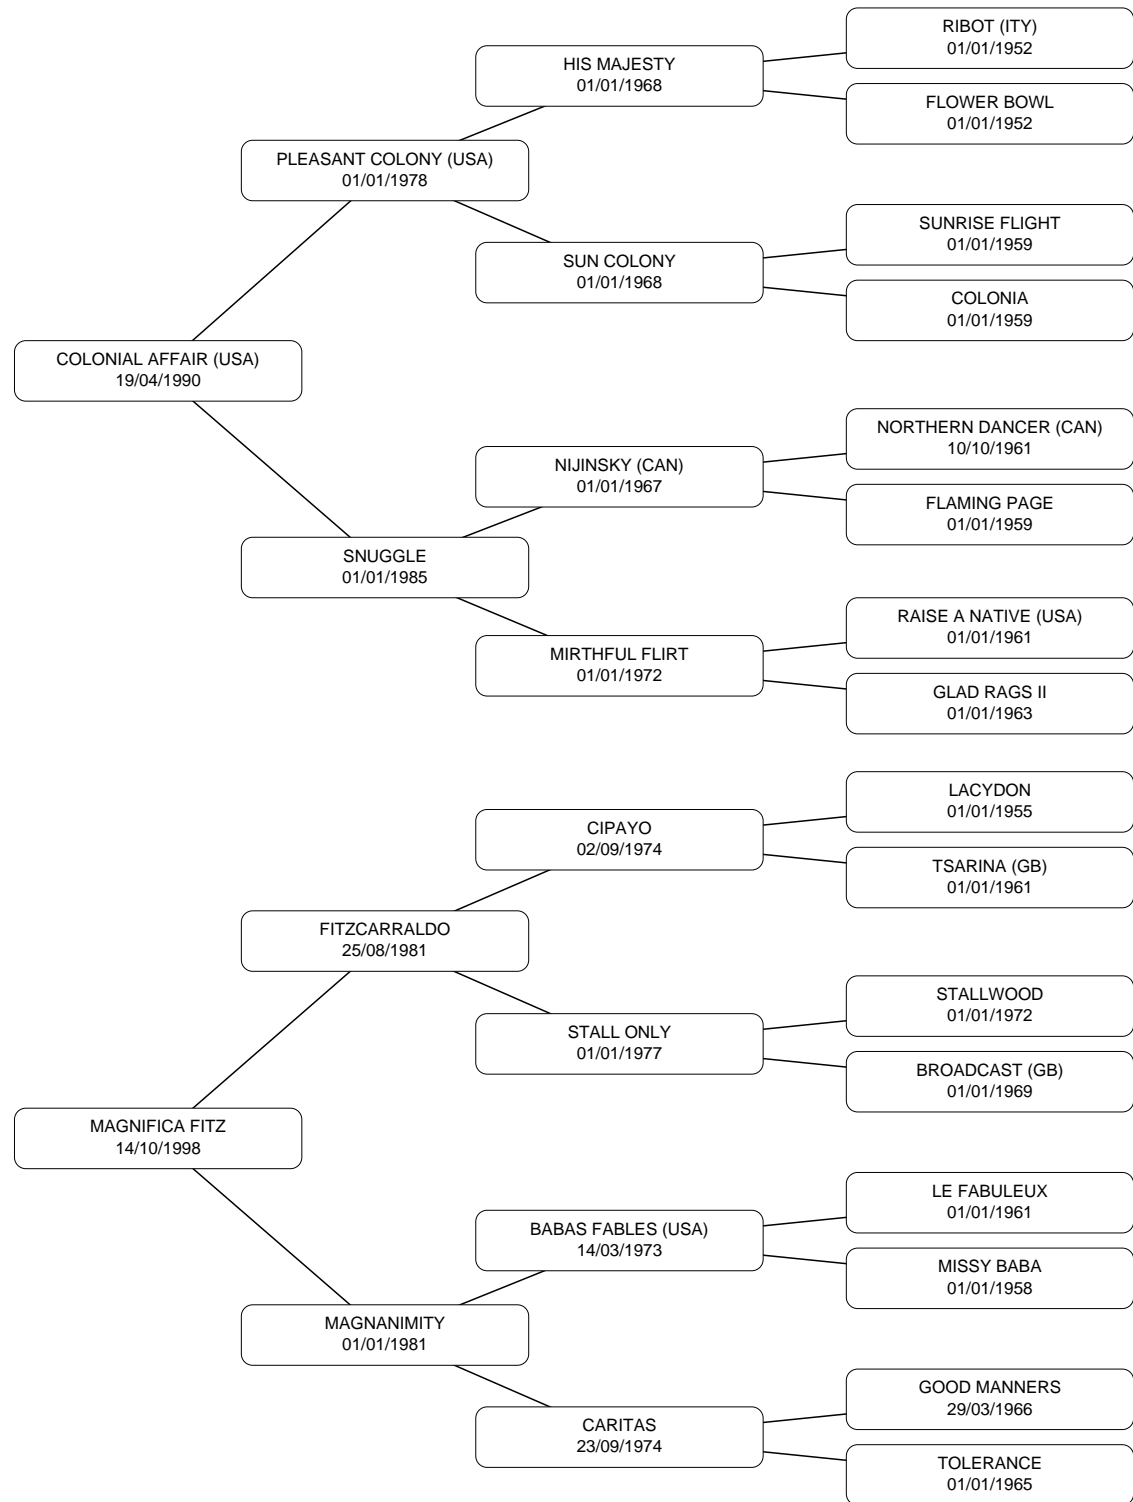 RIBOT (ITY)
01/01/1952
HIS MAJESTY
01/01/1968
FLOWER BOWL
01/01/1952
PLEASANT COLONY (USA)
01/01/1978
SUNRISE FLIGHT
01/01/1959
SUN COLONY
01/01/1968
COLONIA
01/01/1959
COLONIAL AFFAIR (USA)
19/04/1990
NORTHERN DANCER (CAN)
10/10/1961
NIJINSKY (CAN)
01/01/1967
FLAMING PAGE
01/01/1959
SNUGGLE
01/01/1985
RAISE A NATIVE (USA)
01/01/1961
MIRTHFUL FLIRT
01/01/1972
GLAD RAGS II
01/01/1963
LACYDON
01/01/1955
CIPAYO
02/09/1974
TSARINA (GB)
01/01/1961
FITZCARRALDO
25/08/1981
STALLWOOD
01/01/1972
STALL ONLY
01/01/1977
BROADCAST (GB)
01/01/1969
MAGNIFICA FITZ
14/10/1998
LE FABULEUX
01/01/1961
BABAS FABLES (USA)
14/03/1973
MISSY BABA
01/01/1958
MAGNANIMITY
01/01/1981
GOOD MANNERS
29/03/1966
CARITAS
23/09/1974
TOLERANCE
01/01/1965